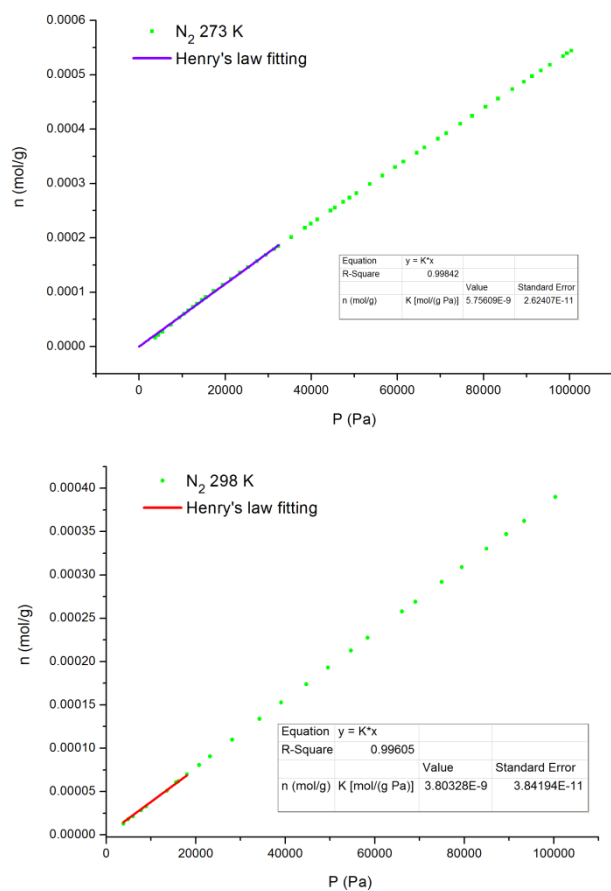 N2 273 K
Henry's law fitting
0.0006
0.0005
0.0004
0.0003
0.0002
0.0001
0.0000
n (mol/g)
Equation y = K*x
R-Square 0.99842
Value Standard Error
n (mol/g) K [mol/(g Pa)] 5.75609E-9 2.62407E-11
0 20000 40000 60000 80000 100000
P (Pa)
N2 298 K
Henry's law fitting
0.00040
0.00035
0.00030
0.00025
0.00020
0.00015
0.00010
0.00005
0.00000
n (mol/g)
Equation y = K*x
R-Square 0.99605
Value Standard Error
n (mol/g) K [mol/(g Pa)] 3.80328E-9 3.84194E-11
0 20000 40000 60000 80000 100000
P (Pa)